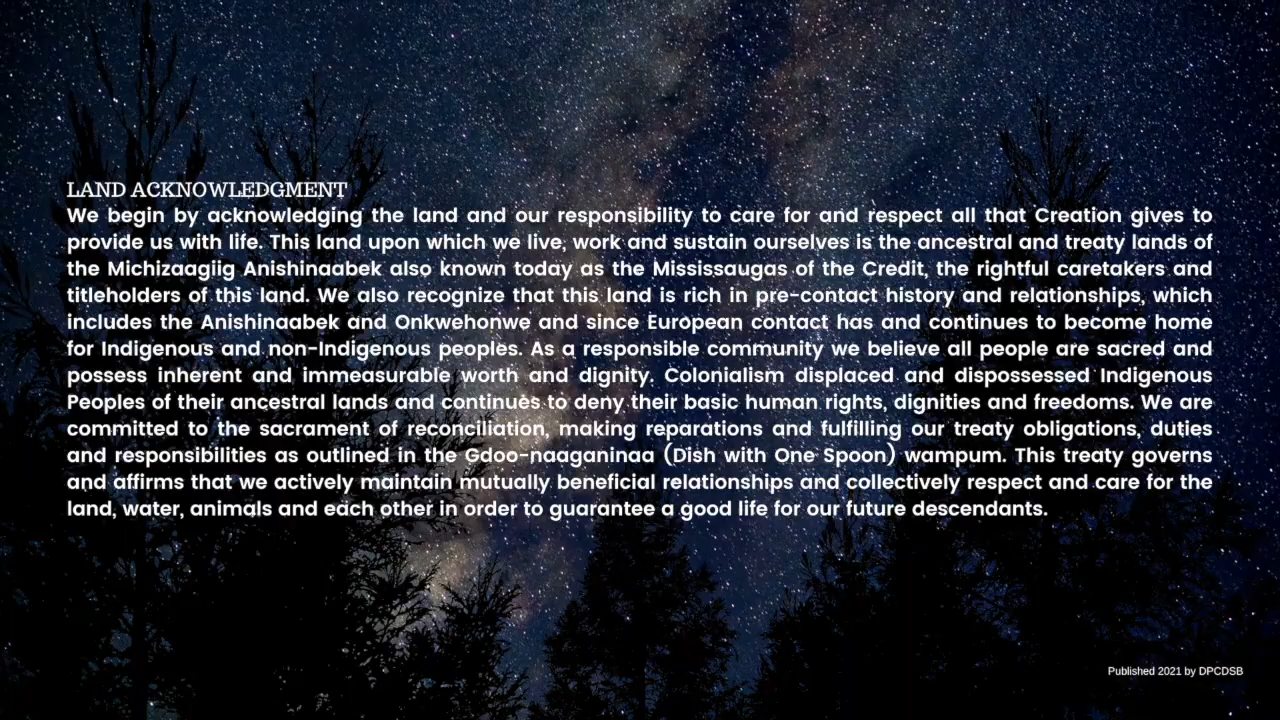 LAND ACKNOWLEDGMENT
We begin by acknowledging the land and our responsibility to care for and respect all that Creation gives to
provide us with life. This land upon which we live, work and sustain ourselves is the ancestral and treaty lands of
the Michizaagiig Anishinaabek also known today as the Mississaugas of the Credit, the rightful caretakers and
titleholders of this land. We also recognize that this land is rich in pre-contact history and relationships, which
includes the Anishinaabek and Onkwehonwe and since European contact has and continues to become home
for Indigenous and non-Indigenous peoples. As a responsible community we believe all people are sacred and
possess inherent and immeasurable worth and dignity. Colonialism displaced and dispossessed Indigenous
Peoples of their ancestral lands and continues to deny their basic human rights, dignities and freedoms. We are
committed to the sacrament of reconciliation, making reparations and fulfilling our treaty obligations, duties
and responsibilities as outlined in the Gdoo-naaganinaa (Dish with One Spoon) wampum. This treaty governs
and affirms that we actively maintain mutually beneficial relationships and collectively respect and care for the
land, water, animals and each other in order to guarantee a good life for our future descendants.
Published 2021 by DPCDSB